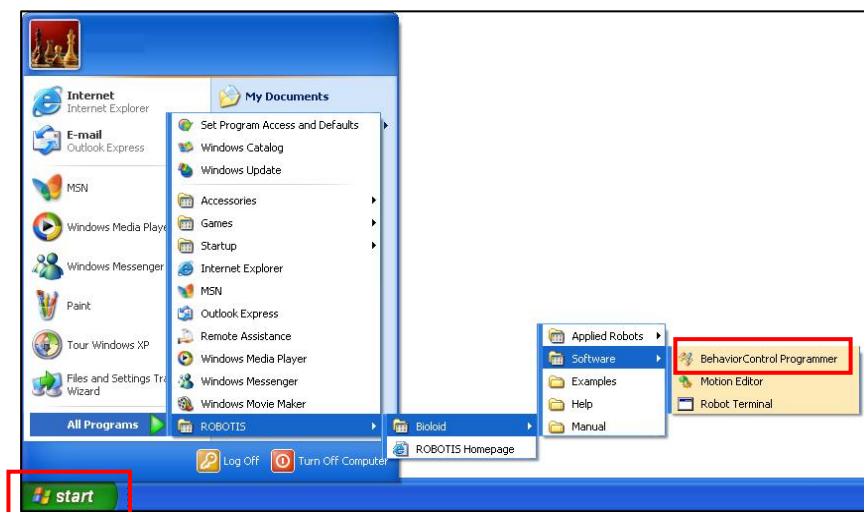 Internet
Internet Explorer
E-mail
Outlook Express
MSN
Windows Media Playe
Windows Messenger
Paint
Tour Windows XP
Files and Settings Tra
Wizard
All Programs
My Documents
Set Program Access and Defaults
Windows Catalog
Windows Update
Accessories
Games
Startup
Internet Explorer
MSN
Outlook Express
Remote Assistance
Windows Media Player
Windows Messenger
Windows Movie Maker
ROBOTIS
Bioloid
ROBOTIS Homepage
Applied Robots
Software
Examples
Help
Manual
BehaviorControl Programmer
Motion Editor
Robot Terminal
Log Off
Turn Off Computer
start